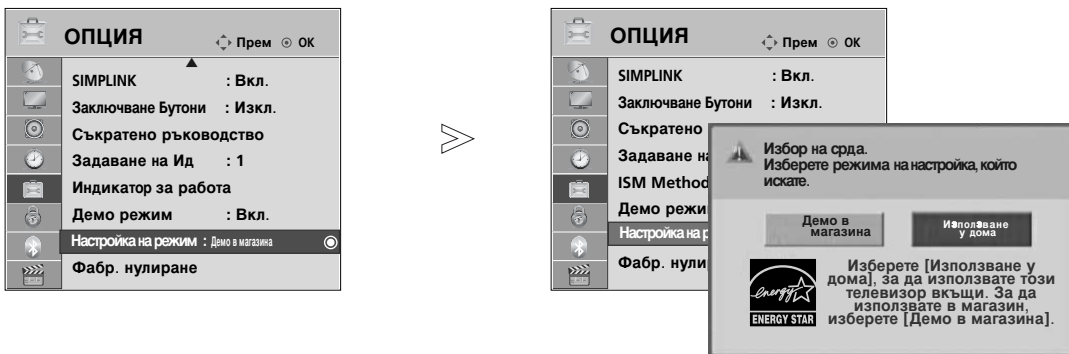 ОПЦИЯ
Прем OK
SIMPLINK : Вкл.
Заключване Бутони : Изкл.
Съкратено ръководство
Задаване на Ид : 1
Индикатор за работа
Демо режим : Вкл.
Настройка на режим : Демо в магазина
Фабр. нулиране
ОПЦИЯ
Прем OK
SIMPLINK : Вкл.
Заключване Бутони : Изкл.
Съкратено
Задаване на
ISM Method
Демо режи
Настройка на р
Фабр. нули
Избор на срда.
Изберете режима на настройка, който
искате.
Демо в
магазина
Използване
у дома
energy
ENERGY STAR
Изберете [Използване у
дома], за да използвате този
телевизор вкъщи. За да
използвате в магазин,
изберете [Демо в магазина].